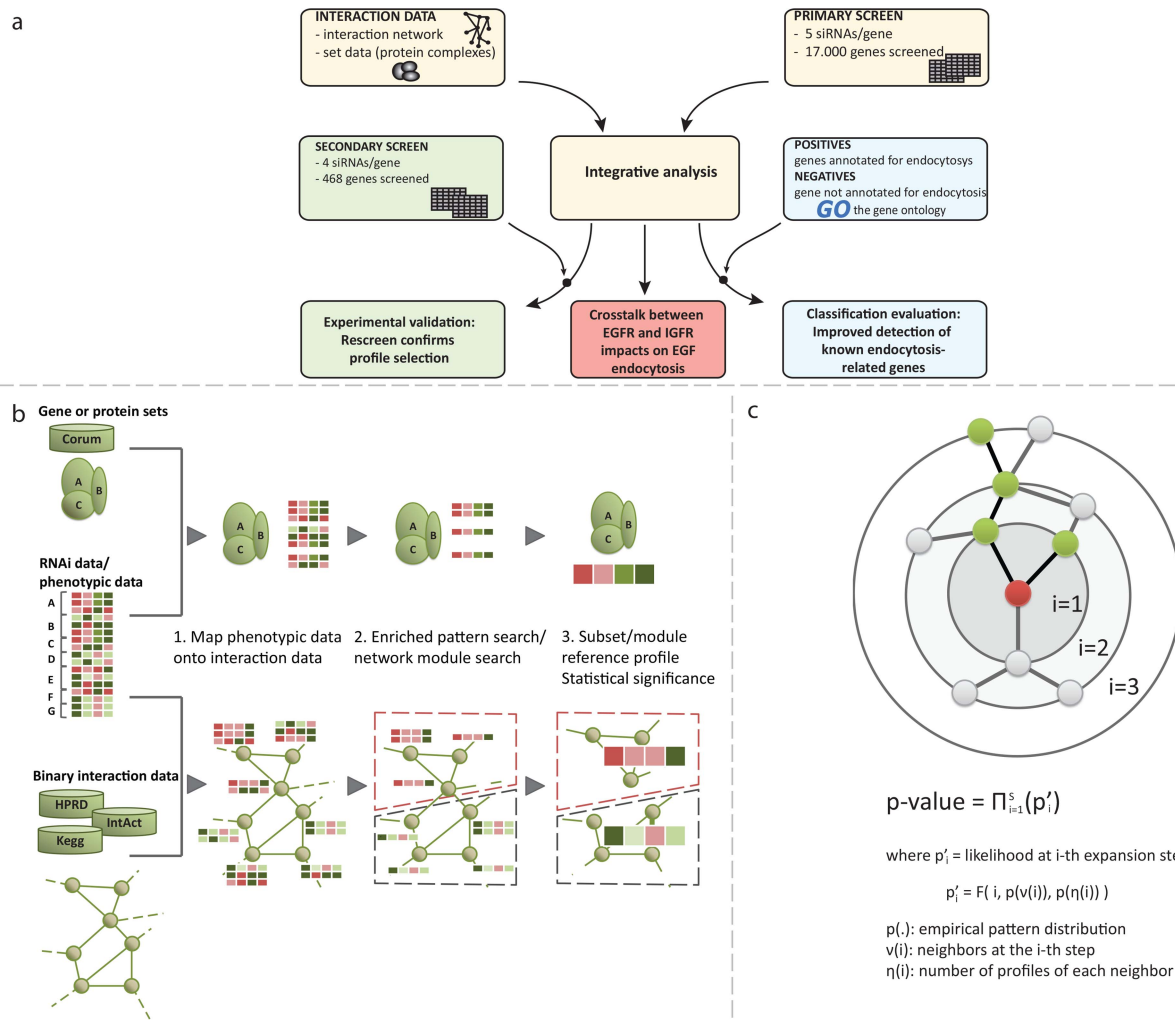 a
INTERACTION DATA
- interaction network
- set data (protein complexes)
PRIMARY SCREEN
- 5 siRNAs/gene
- 17.000 genes screened
SECONDARY SCREEN
- 4 siRNAs/gene
- 468 genes screened
Integrative analysis
POSITIVES
genes annotated for endocytosys
NEGATIVES
gene not annotated for endocytosis
GO the gene ontology
Experimental validation:
Rescreen confirms
profile selection
Crosstalk between
EGFR and IGFR
impacts on EGF
endocytosis
Classification evaluation:
Improved detection of
known endocytosis-
related genes
b
Gene or protein sets
Corum
A
B
C
A
B
C
A
B
C
A
B
C
RNAi data/
phenotypic data
A
B
C
D
E
F
G
1. Map phenotypic data
onto interaction data
2. Enriched pattern search/
network module search
3. Subset/module
reference profile
Statistical significance
Binary interaction data
HPRD
IntAct
Kegg
c
i=1
i=2
i=3
p-value = Π^s_{i=1}(p'_i)
where p'_i = likelihood at i-th expansion ste
p'_i = F( i, p(ν(i)), p(η(i)) )
p(.): empirical pattern distribution
ν(i): neighbors at the i-th step
η(i): number of profiles of each neighbor